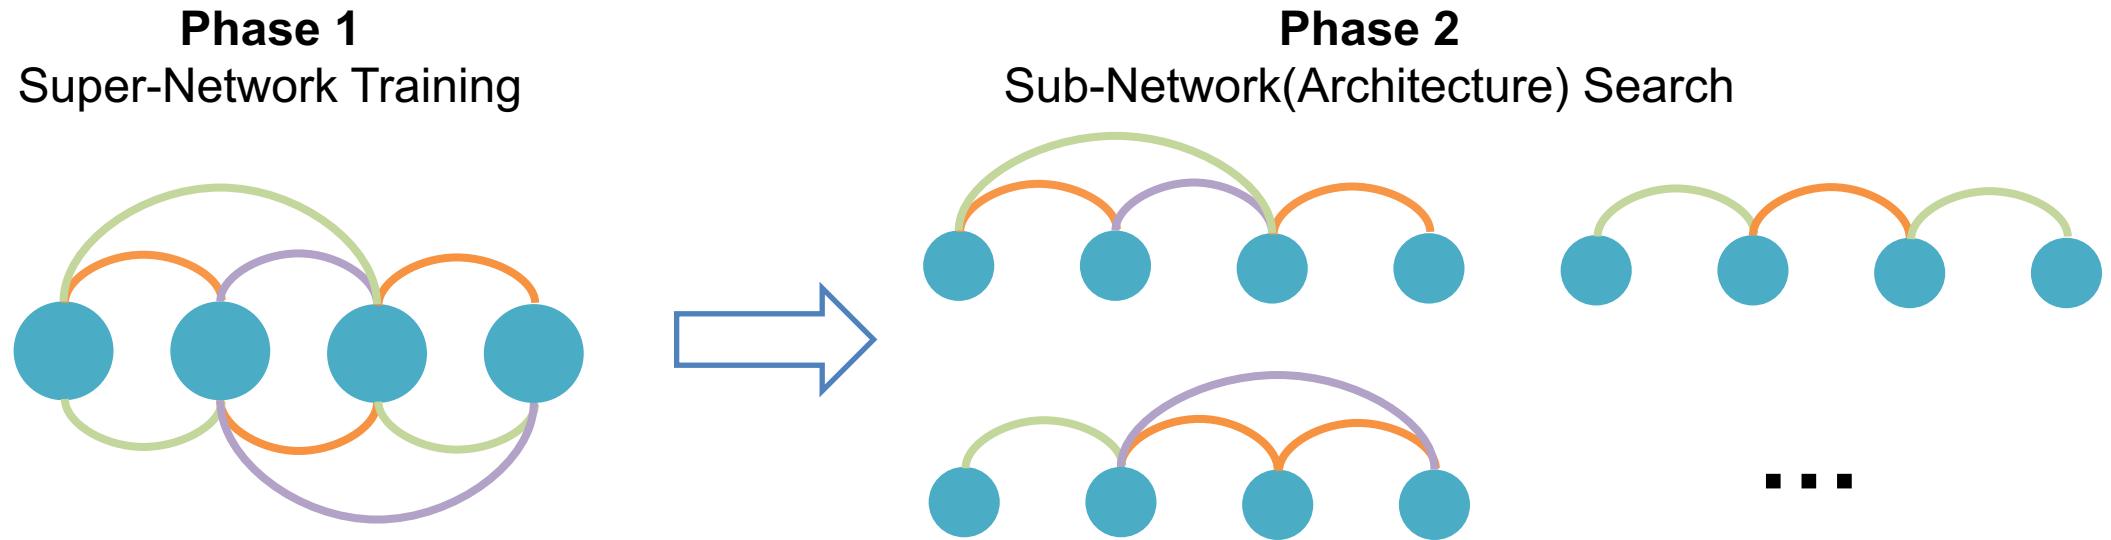 Phase 1
Super-Network Training
Phase 2
Sub-Network(Architecture) Search
...